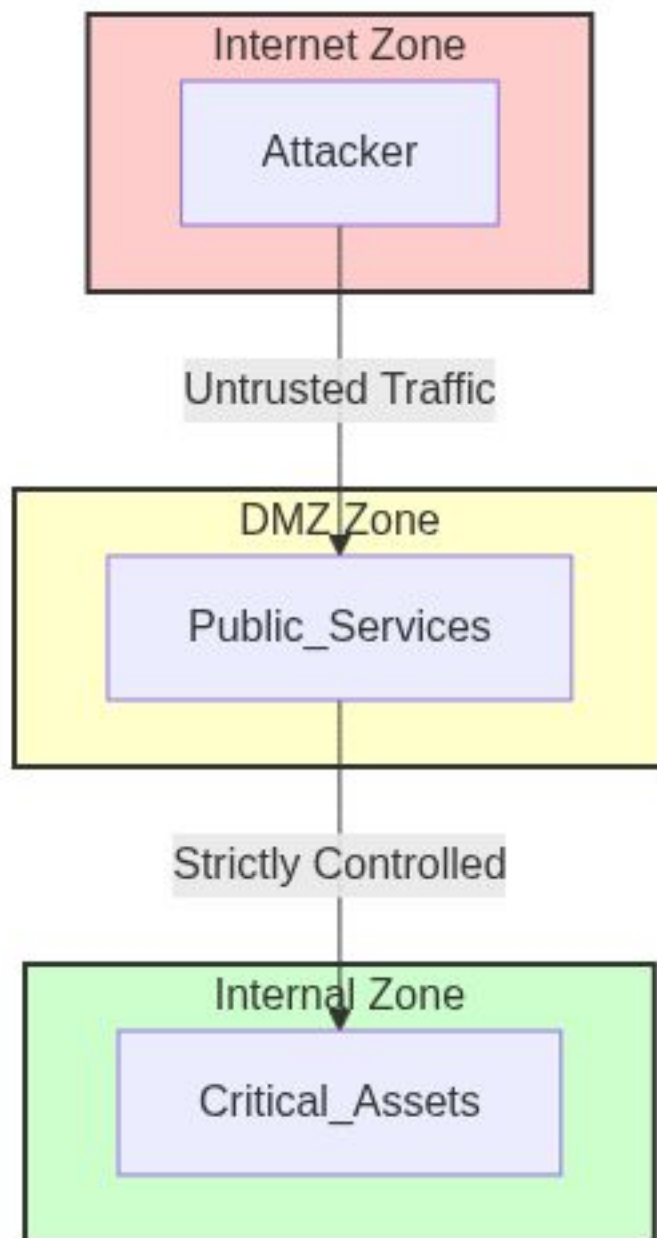 Internet Zone
Attacker
Untrusted Traffic
DMZ Zone
Public_Services
Strictly Controlled
Internal Zone
Critical_Assets